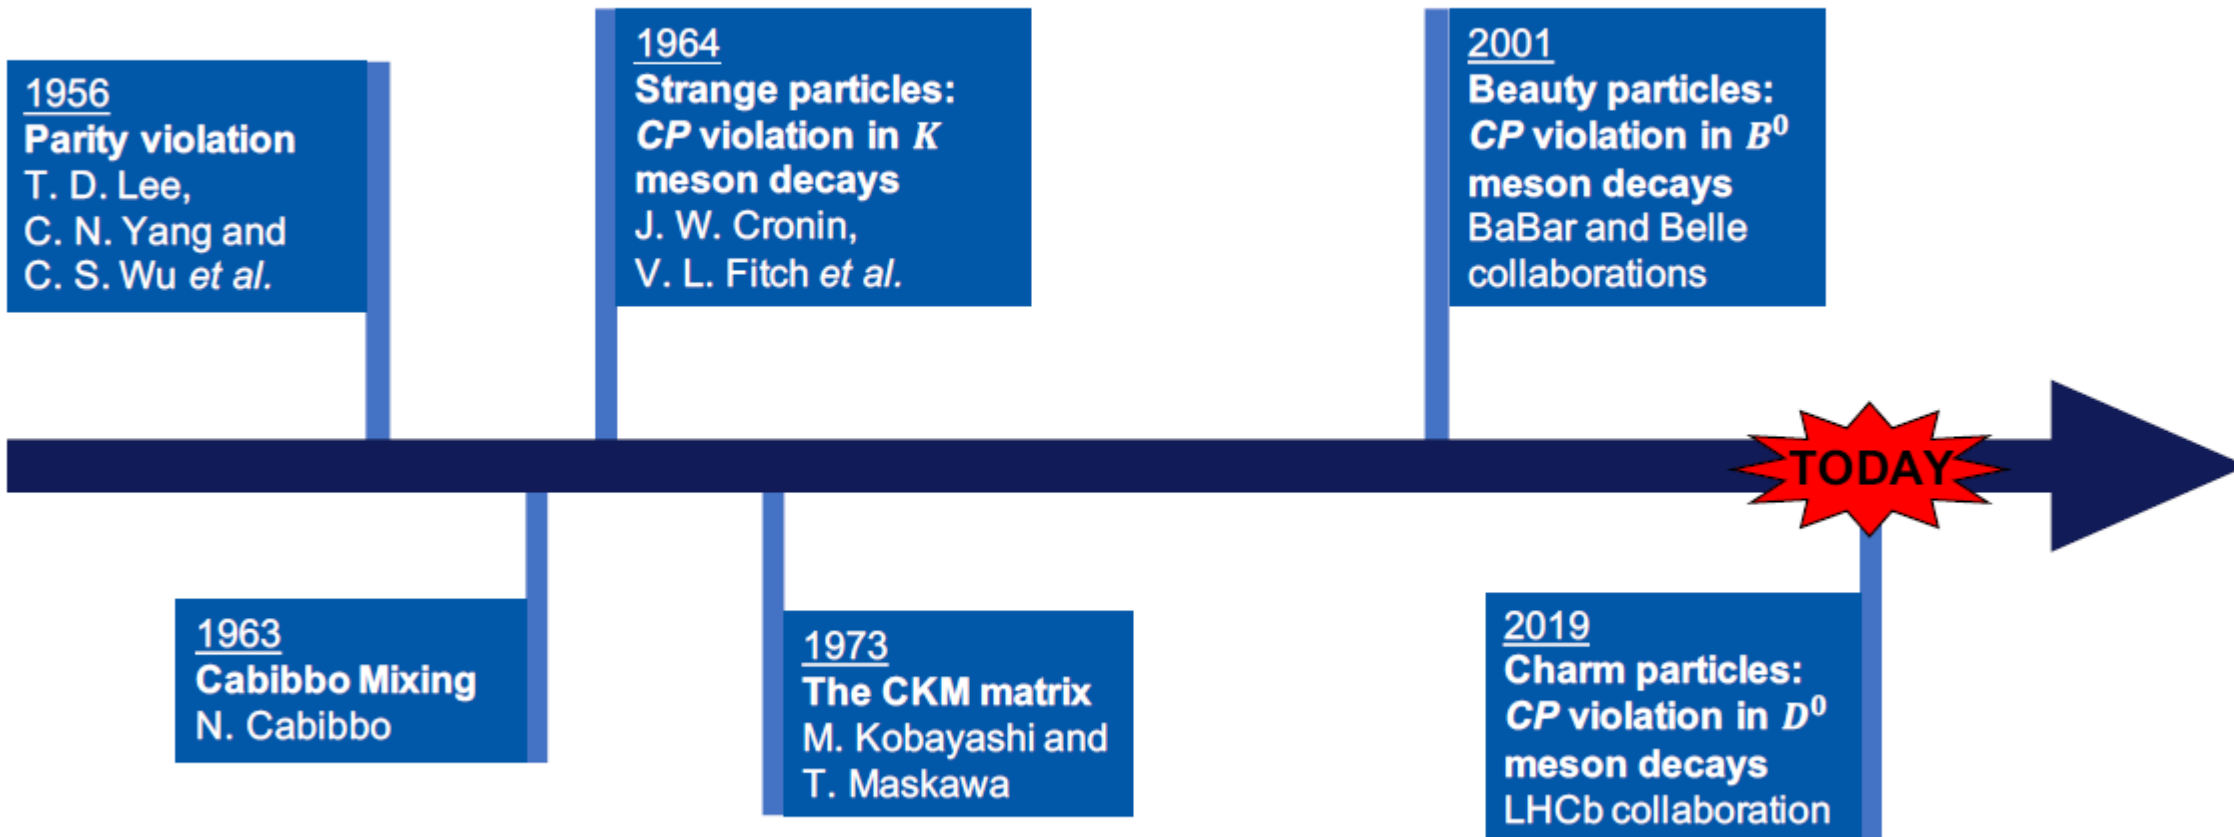 1956
Parity violation
T. D. Lee,
C. N. Yang and
C. S. Wu et al.
1964
Strange particles:
CP violation in K
meson decays
J. W. Cronin,
V. L. Fitch et al.
2001
Beauty particles:
CP violation in B⁰
meson decays
BaBar and Belle
collaborations
TODAY
1963
Cabibbo Mixing
N. Cabibbo
1973
The CKM matrix
M. Kobayashi and
T. Maskawa
2019
Charm particles:
CP violation in D⁰
meson decays
LHCb collaboration